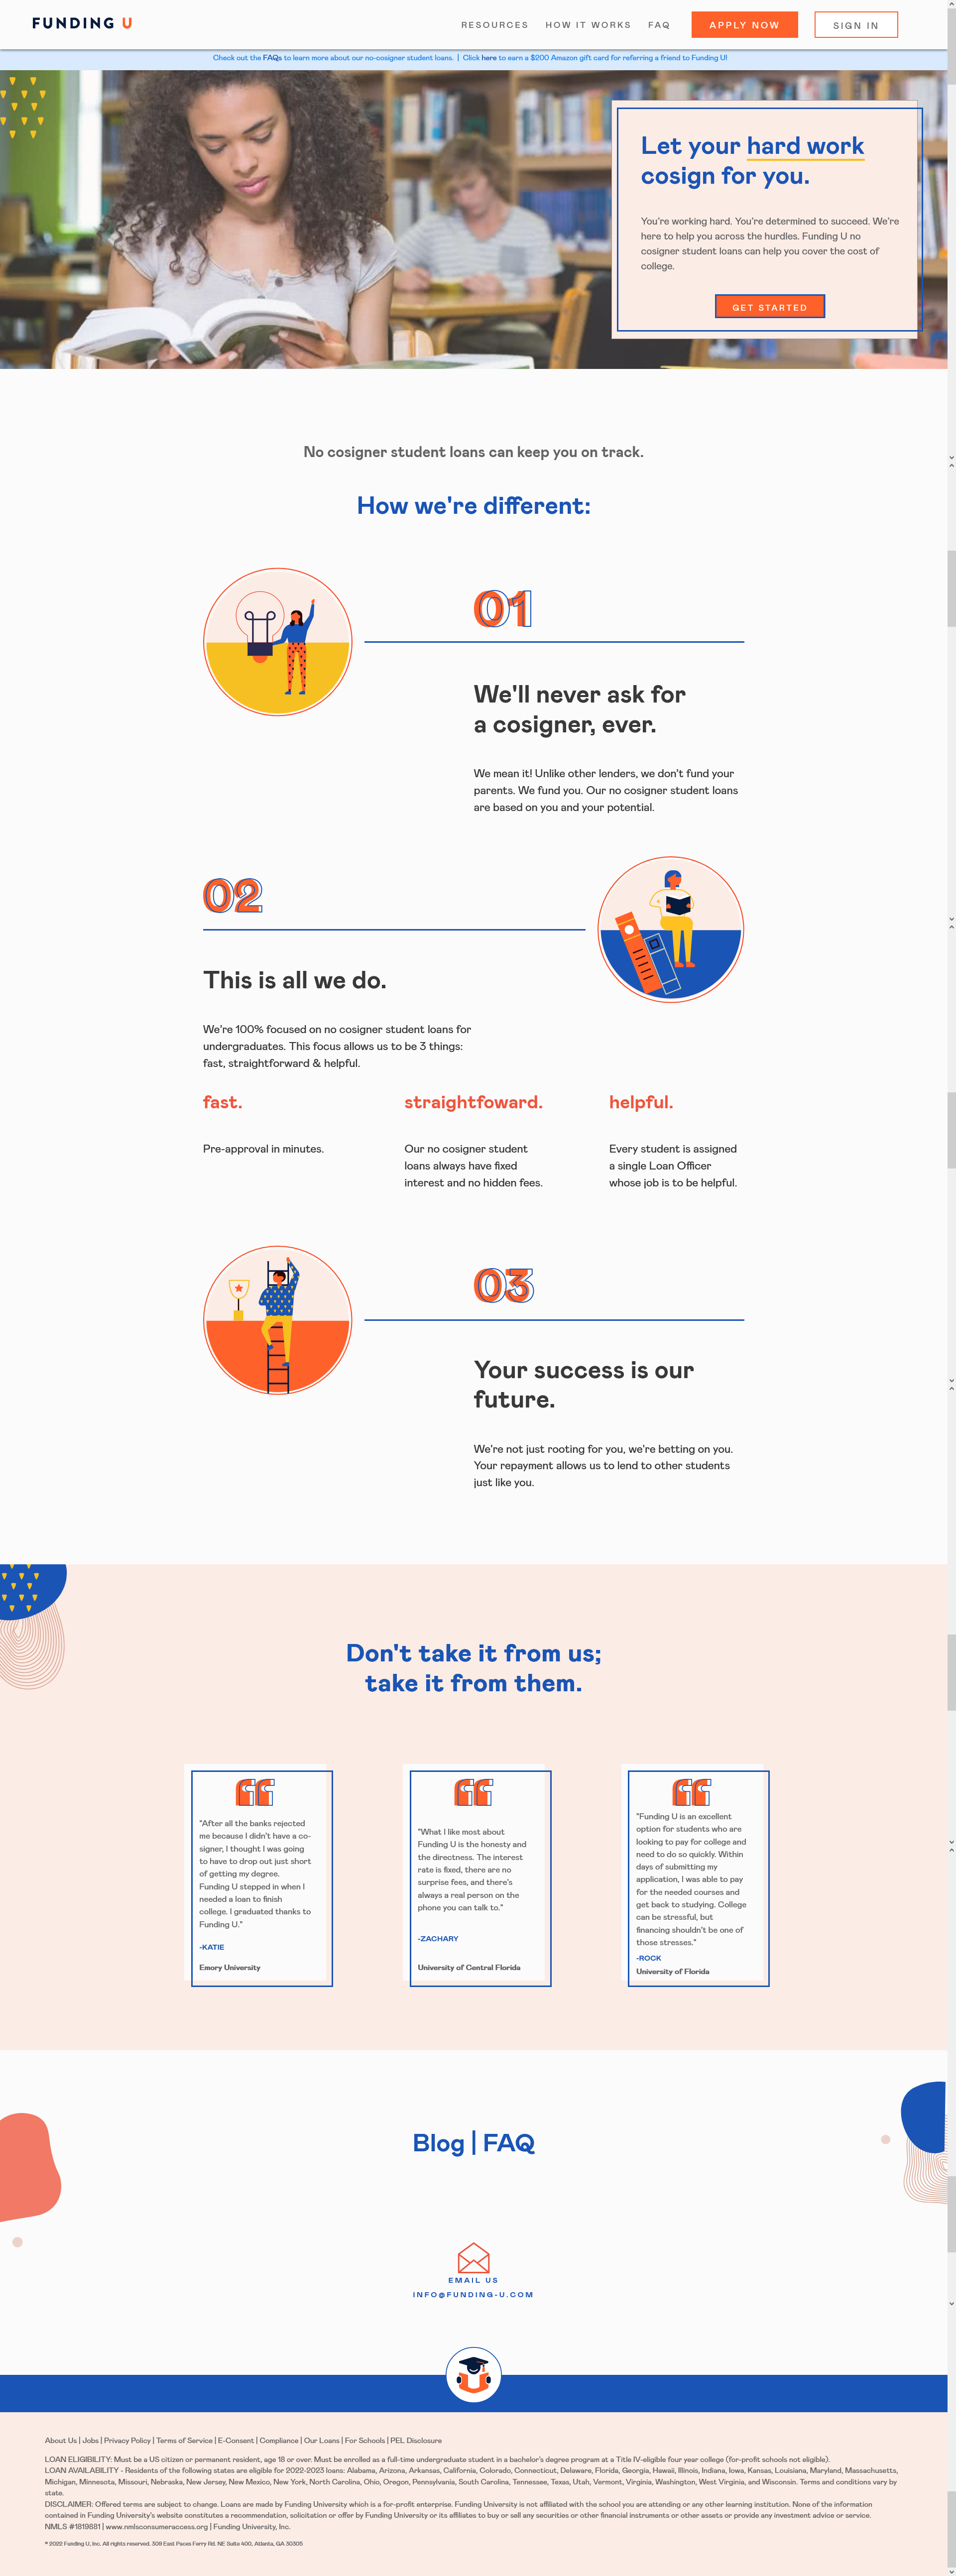 FUNDING U
RESOURCES HOW IT WORKS FAQ APPLY NOW SIGN IN
Check out the FAQs to learn more about our no-cosigner student loans. | Click here to earn a $200 Amazon gift card for referring a friend to Funding U!
Let your hard work
cosign for you.
You're working hard. You're determined to succeed. We're
here to help you across the hurdles. Funding U no
cosigner student loans can help you cover the cost of
college.
GET STARTED
No cosigner student loans can keep you on track.
How we're different:
01
We'll never ask for
a cosigner, ever.
We mean it! Unlike other lenders, we don't fund your
parents. We fund you. Our no cosigner student loans
are based on you and your potential.
02
This is all we do.
We're 100% focused on no cosigner student loans for
undergraduates. This focus allows us to be 3 things:
fast, straightforward & helpful.
fast.
Pre-approval in minutes.
straightfoward.
Our no cosigner student
loans always have fixed
interest and no hidden fees.
helpful.
Every student is assigned
a single Loan Officer
whose job is to be helpful.
03
Your success is our
future.
We're not just rooting for you, we're betting on you.
Your repayment allows us to lend to other students
just like you.
Don't take it from us;
take it from them.
"After all the banks rejected
me because I didn't have a co-
signer, I thought I was going
to have to drop out just short
of getting my degree.
Funding U stepped in when I
needed a loan to finish
college. I graduated thanks to
Funding U."
-KATIE
Emory University
"What I like most about
Funding U is the honesty and
the directness. The interest
rate is fixed, there are no
surprise fees, and there's
always a real person on the
phone you can talk to."
-ZACHARY
University of Central Florida
"Funding U is an excellent
option for students who are
looking to pay for college and
need to do so quickly. Within
days of submitting my
application, I was able to pay
for the needed courses and
get back to studying. College
can be stressful, but
financing shouldn't be one of
those stresses."
-ROCK
University of Florida
Blog | FAQ
EMAIL US
INFO@FUNDING-U.COM
About Us | Jobs | Privacy Policy | Terms of Service | E-Consent | Compliance | Our Loans | For Schools | PEL Disclosure
LOAN ELIGIBILITY: Must be a US citizen or permanent resident, age 18 or over. Must be enrolled as a full-time undergraduate student in a bachelor's degree program at a Title IV-eligible four year college (for-profit schools not eligible).
LOAN AVAILABILITY - Residents of the following states are eligible for 2022-2023 loans: Alabama, Arizona, Arkansas, California, Colorado, Connecticut, Delaware, Florida, Georgia, Hawaii, Illinois, Indiana, Iowa, Kansas, Louisiana, Maryland, Massachusetts,
Michigan, Minnesota, Missouri, Nebraska, New Jersey, New Mexico, New York, North Carolina, Ohio, Oregon, Pennsylvania, South Carolina, Tennessee, Texas, Utah, Vermont, Virginia, Washington, West Virginia, and Wisconsin. Terms and conditions vary by
state.
DISCLAIMER: Offered terms are subject to change. Loans are made by Funding University which is a for-profit enterprise. Funding University is not affiliated with the school you are attending or any other learning institution. None of the information
contained in Funding University's website constitutes a recommendation, solicitation or offer by Funding University or its affiliates to buy or sell any securities or other financial instruments or other assets or provide any investment advice or service.
NMLS #1819881 | www.nmlsconsumeraccess.org | Funding University, Inc.
© 2022 Funding U, Inc. All rights reserved. 309 East Paces Ferry Rd. NE Suite 400, Atlanta, GA 30305